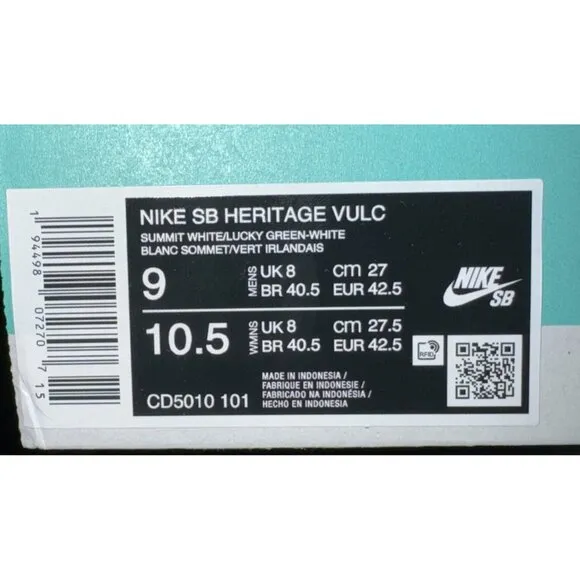 1 94498 07270 7 15
NIKE SB HERITAGE VULC
SUMMIT WHITE/LUCKY GREEN-WHITE
BLANC SOMMET/VERT IRLANDAIS
9 MENS UK 8 cm 27
BR 40.5 EUR 42.5
10.5 WMNS UK 8 cm 27.5
BR 40.5 EUR 42.5
NIKE
SB
RFID
MADE IN INDONESIA /
FABRIQUE EN INDONESIE /
FABRICADO NA INDONÉSIA /
HECHO EN INDONESIA
CD5010 101